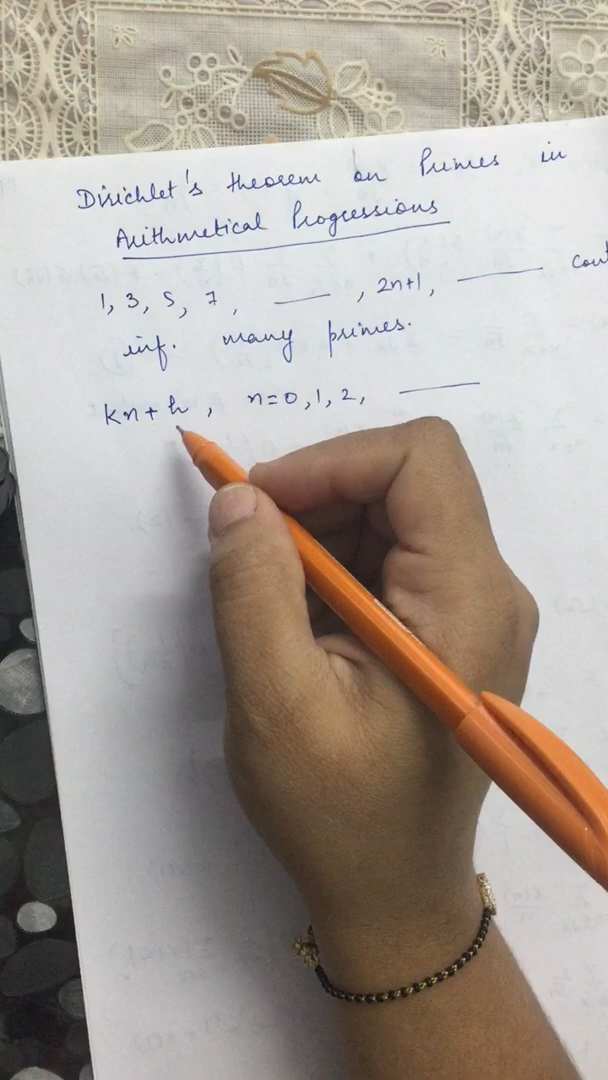 Dirichlet's theorem on Primes in
Arithmetical Progressions
1, 3, 5, 7, ___ , 2n+1, ___ cont
inf. many primes.
Kn + h, n=0, 1, 2, ___